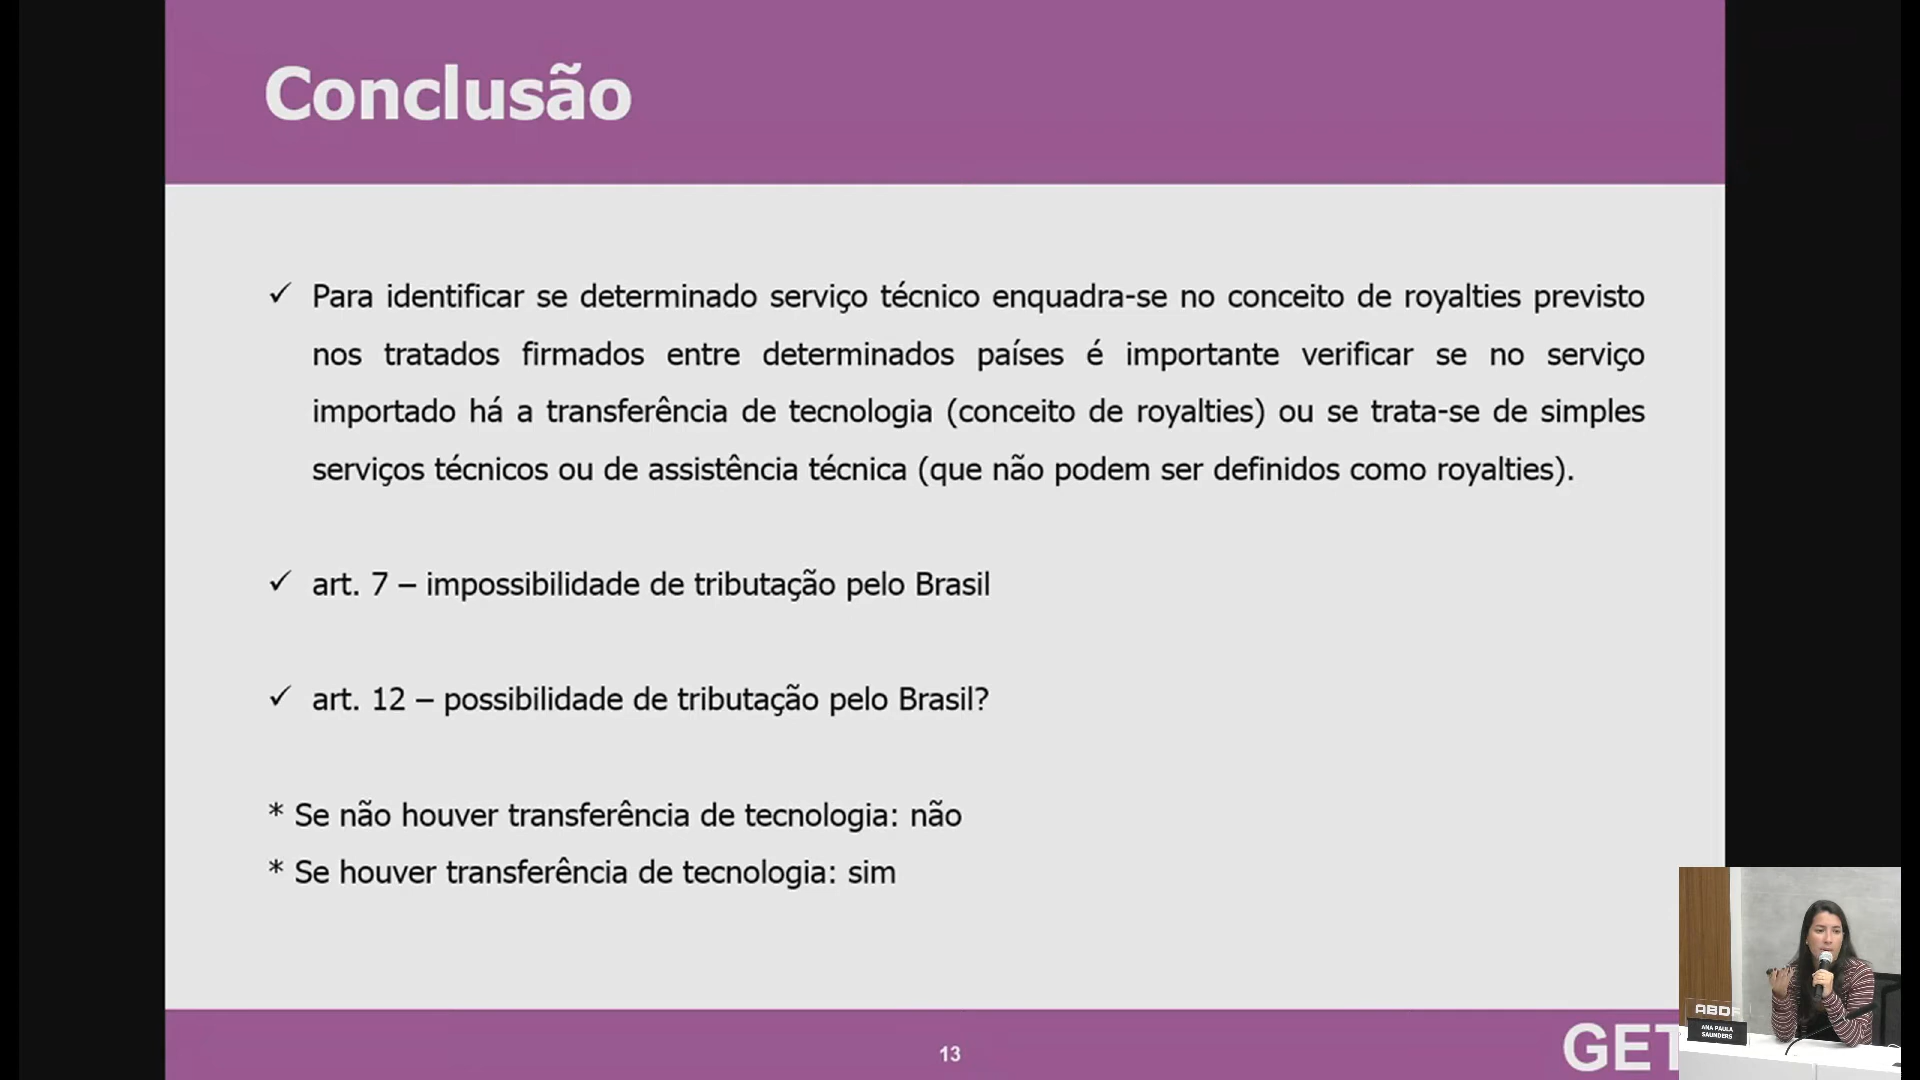 Conclusão
✓ Para identificar se determinado serviço técnico enquadra-se no conceito de royalties previsto
nos tratados firmados entre determinados países é importante verificar se no serviço
importado há a transferência de tecnologia (conceito de royalties) ou se trata-se de simples
serviços técnicos ou de assistência técnica (que não podem ser definidos como royalties).
✓ art. 7 – impossibilidade de tributação pelo Brasil
✓ art. 12 – possibilidade de tributação pelo Brasil?
* Se não houver transferência de tecnologia: não
* Se houver transferência de tecnologia: sim
13
GET
ABDF
ANA PAULA
SAUNDERS